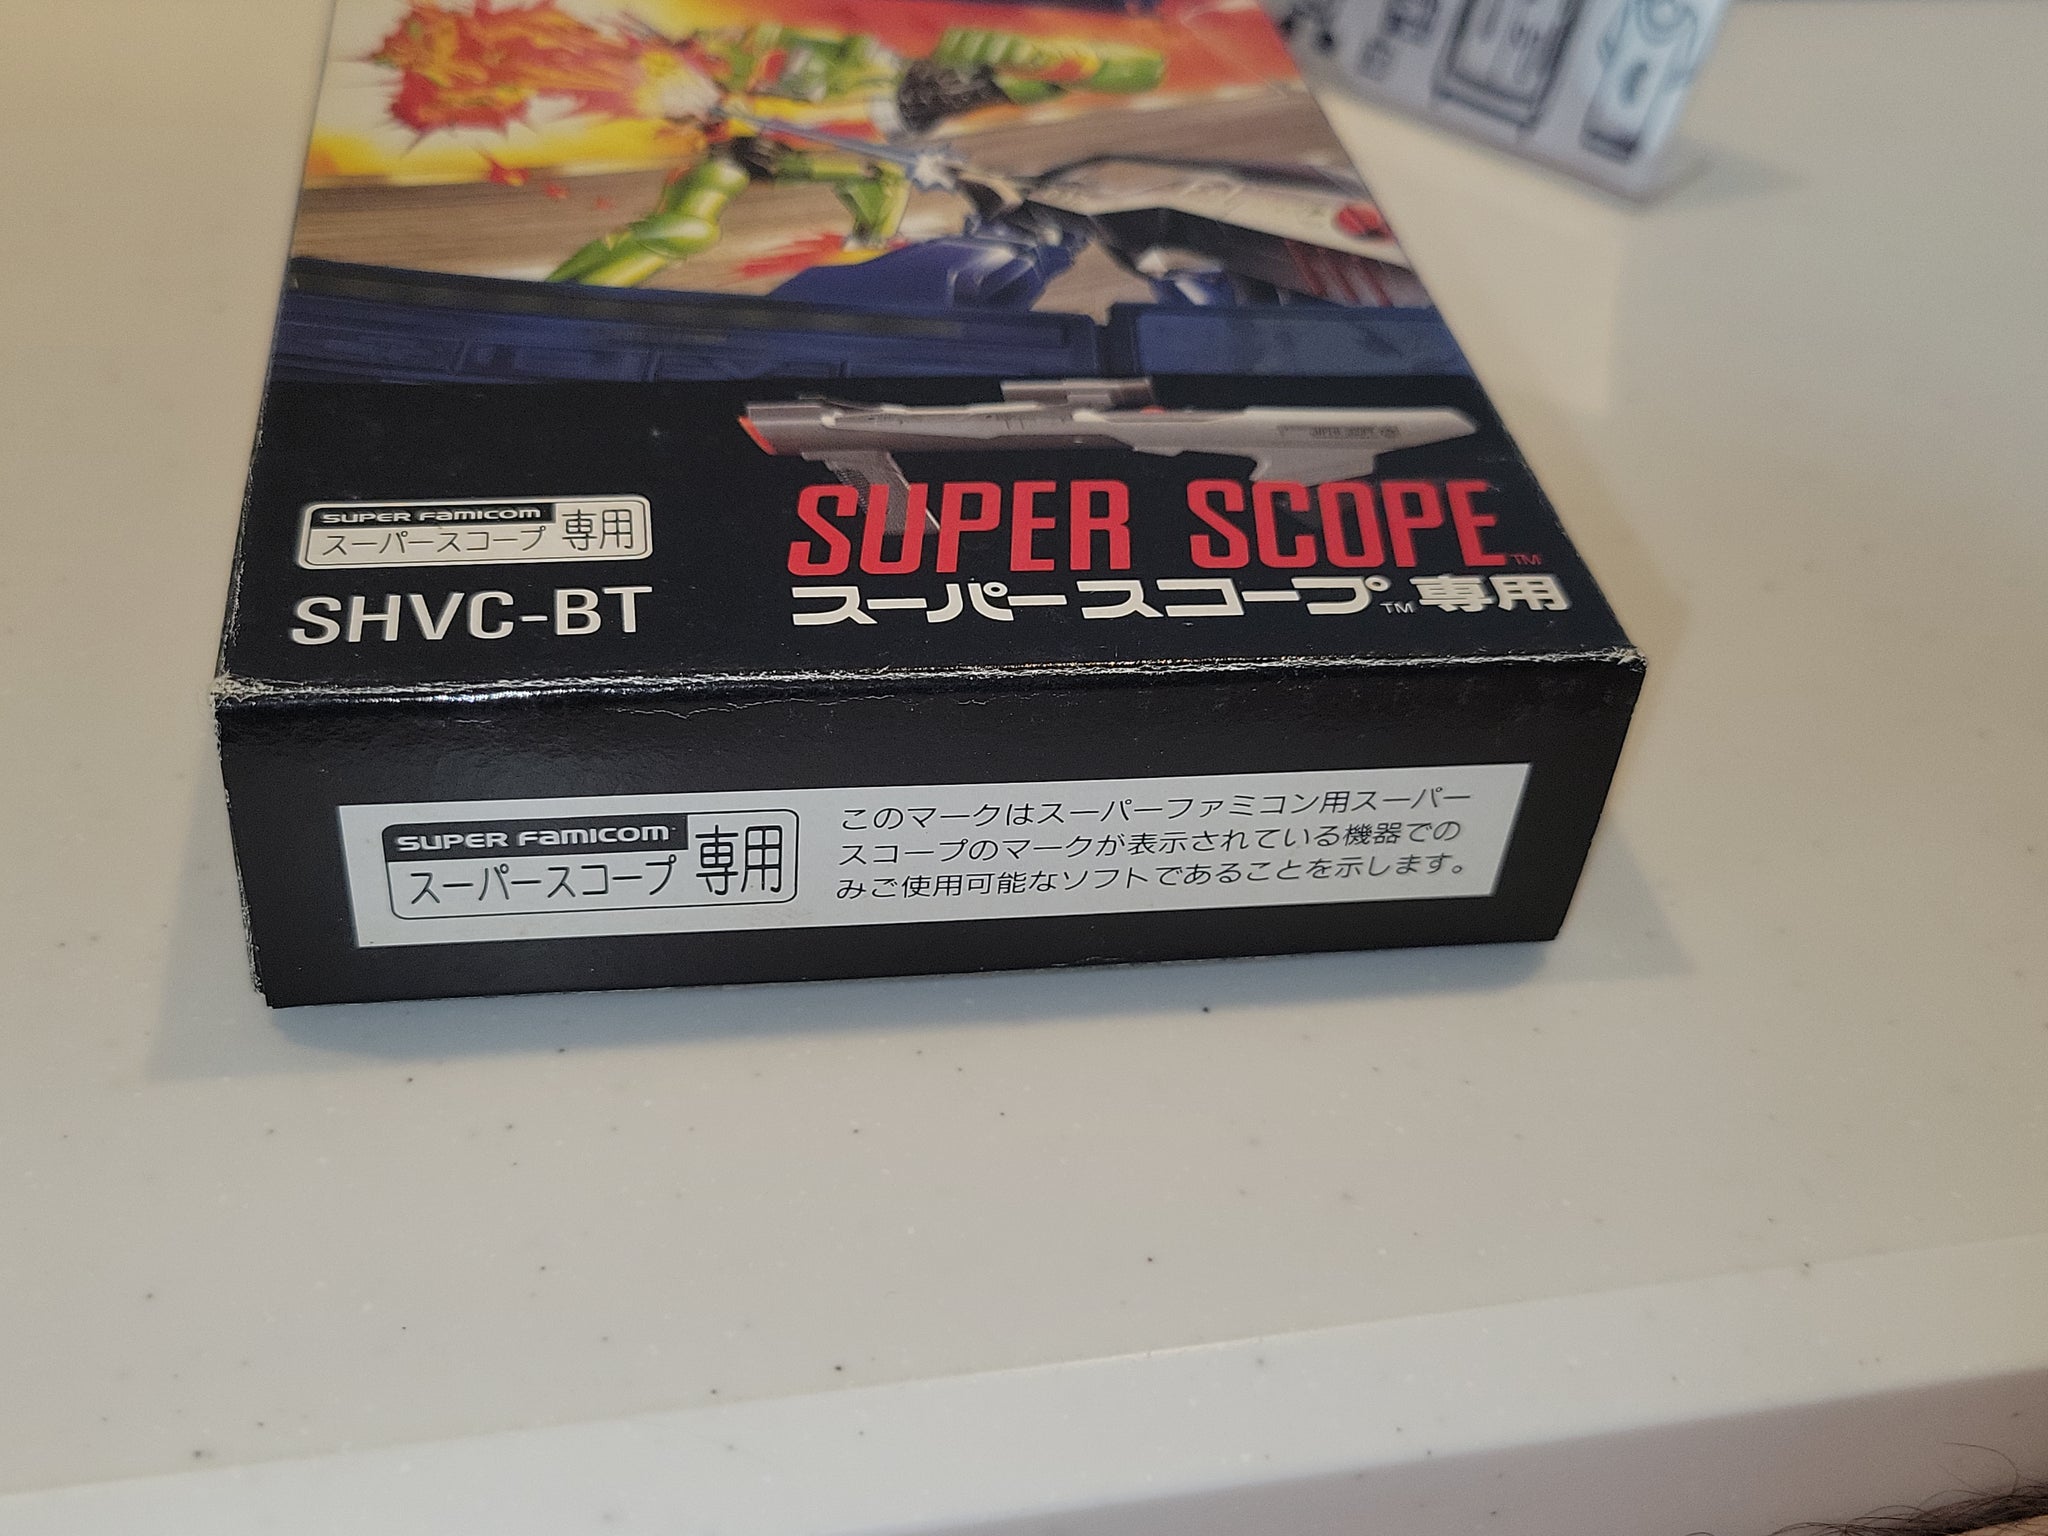 SUPER SCOPE
SUPER SCOPE TM
スーパースコープ TM 専用
SUPER FAMICOM
スーパースコープ 専用
SHVC-BT
SUPER FAMICOM
スーパースコープ 専用
このマークはスーパーファミコン用スーパー
スコープのマークが表示されている機器での
みご使用可能なソフトであることを示します。